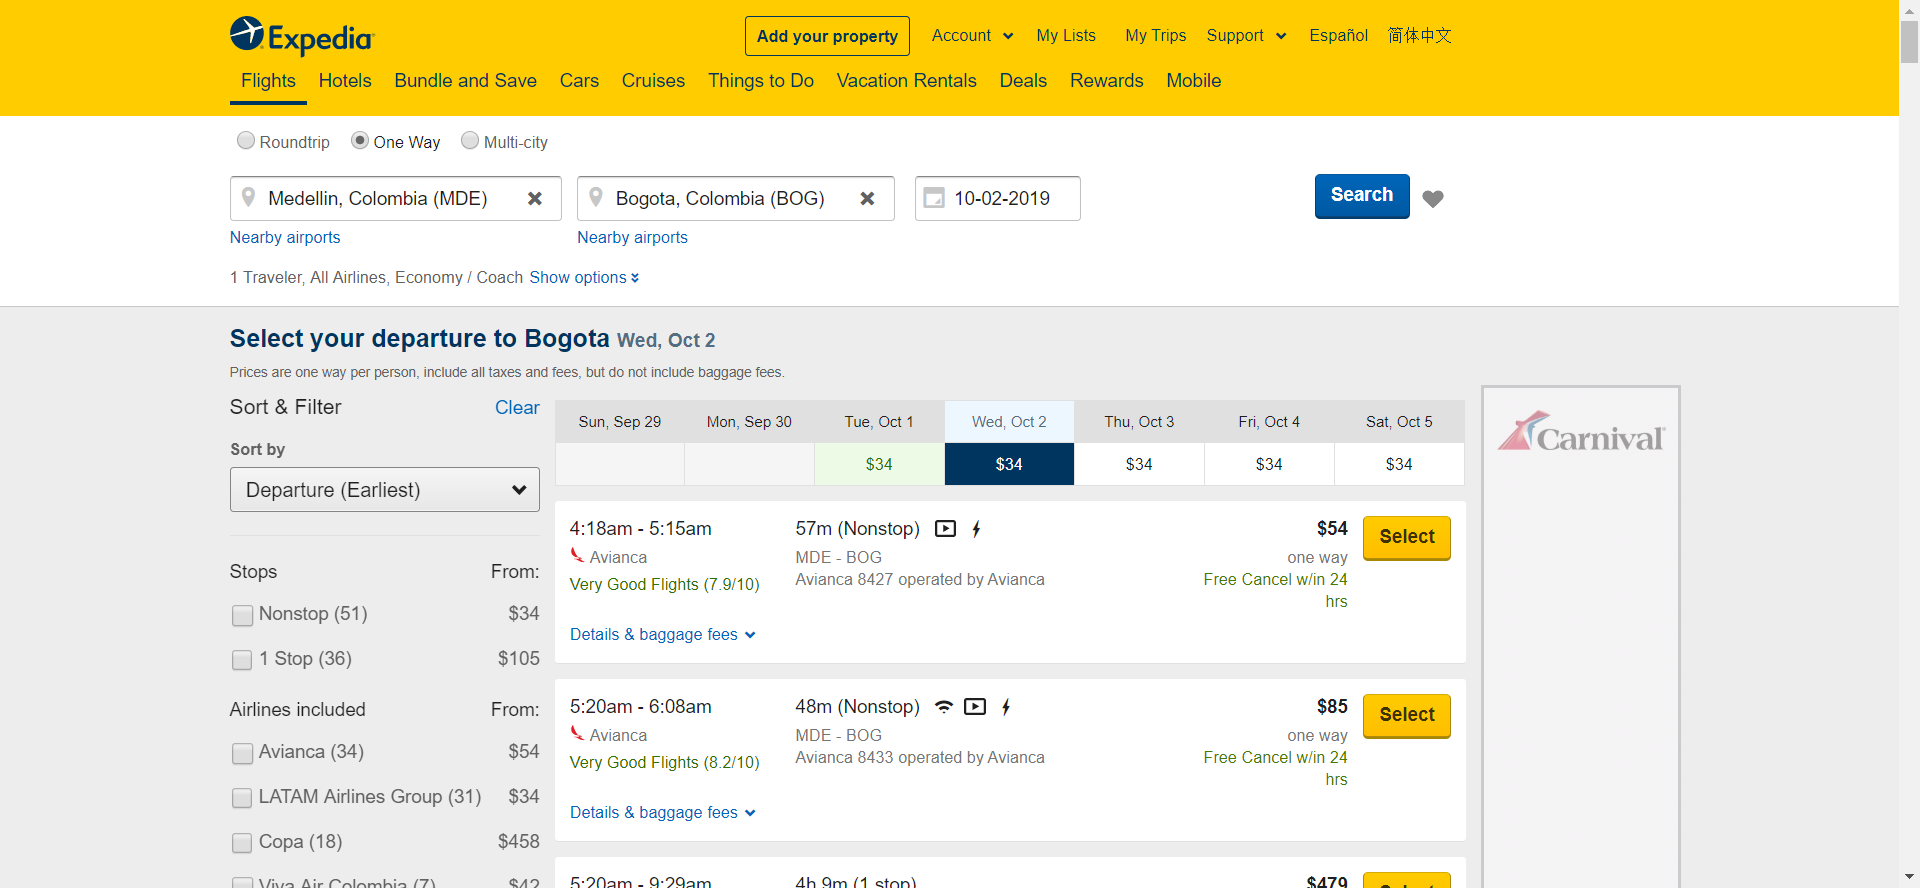 Expedia
Add your property
Account
My Lists
My Trips
Support
Español
简体中文
Flights
Hotels
Bundle and Save
Cars
Cruises
Things to Do
Vacation Rentals
Deals
Rewards
Mobile
Roundtrip
One Way
Multi-city
Medellin, Colombia (MDE)
Bogota, Colombia (BOG)
10-02-2019
Search
Nearby airports
Nearby airports
1 Traveler, All Airlines, Economy / Coach Show options
Select your departure to Bogota Wed, Oct 2
Prices are one way per person, include all taxes and fees, but do not include baggage fees.
Sort & Filter
Clear
Sort by
Departure (Earliest)
Stops
From:
Nonstop (51)
$34
1 Stop (36)
$105
Airlines included
From:
Avianca (34)
$54
LATAM Airlines Group (31)
$34
Copa (18)
$458
Viva Air Colombia (7)
$42
Sun, Sep 29
Mon, Sep 30
Tue, Oct 1
Wed, Oct 2
Thu, Oct 3
Fri, Oct 4
Sat, Oct 5
$34
$34
$34
$34
$34
4:18am - 5:15am
57m (Nonstop)
$54
Select
Avianca
MDE - BOG
one way
Very Good Flights (7.9/10)
Avianca 8427 operated by Avianca
Free Cancel w/in 24
hrs
Details & baggage fees
5:20am - 6:08am
48m (Nonstop)
$85
Select
Avianca
MDE - BOG
one way
Very Good Flights (8.2/10)
Avianca 8433 operated by Avianca
Free Cancel w/in 24
hrs
Details & baggage fees
5:20am - 9:29am
4h 9m (1 stop)
$479
Select
Carnival